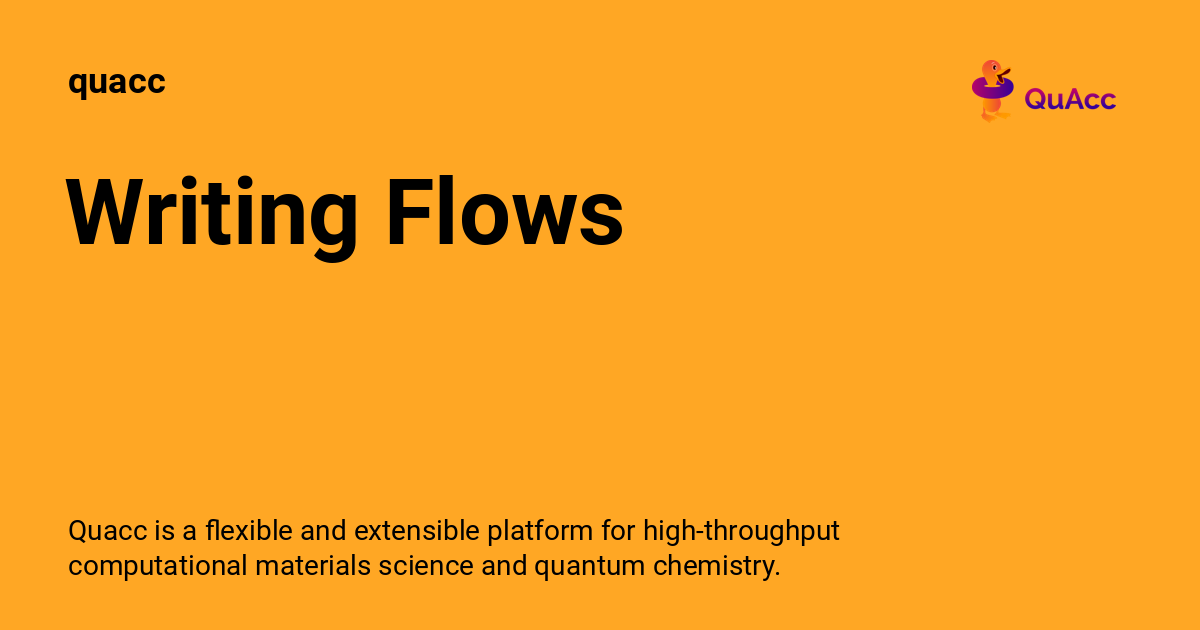 quacc
QuAcc
Writing Flows
Quacc is a flexible and extensible platform for high-throughput
computational materials science and quantum chemistry.